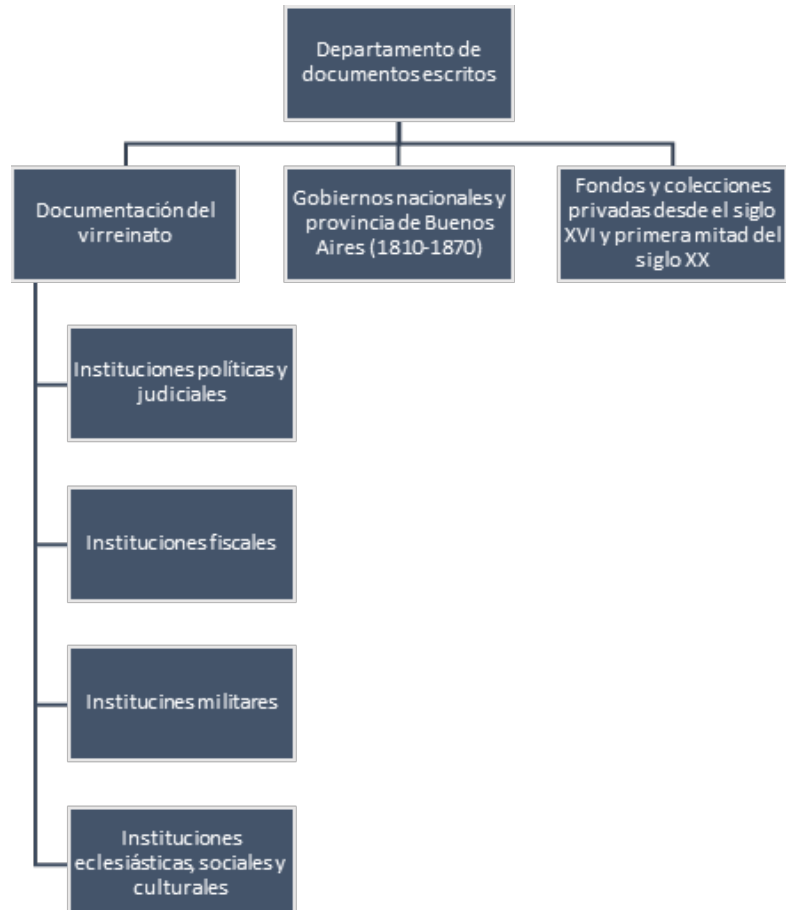 Departamento de
documentos escritos
Documentación del
virreinato
Gobiernos nacionales y
provincia de Buenos
Aires (1810-1870)
Fondos y colecciones
privadas desde el siglo
XVI y primera mitad del
siglo XX
Instituciones políticas y
judiciales
Instituciones fiscales
Institucines militares
Instituciones
eclesiásticas, sociales y
culturales